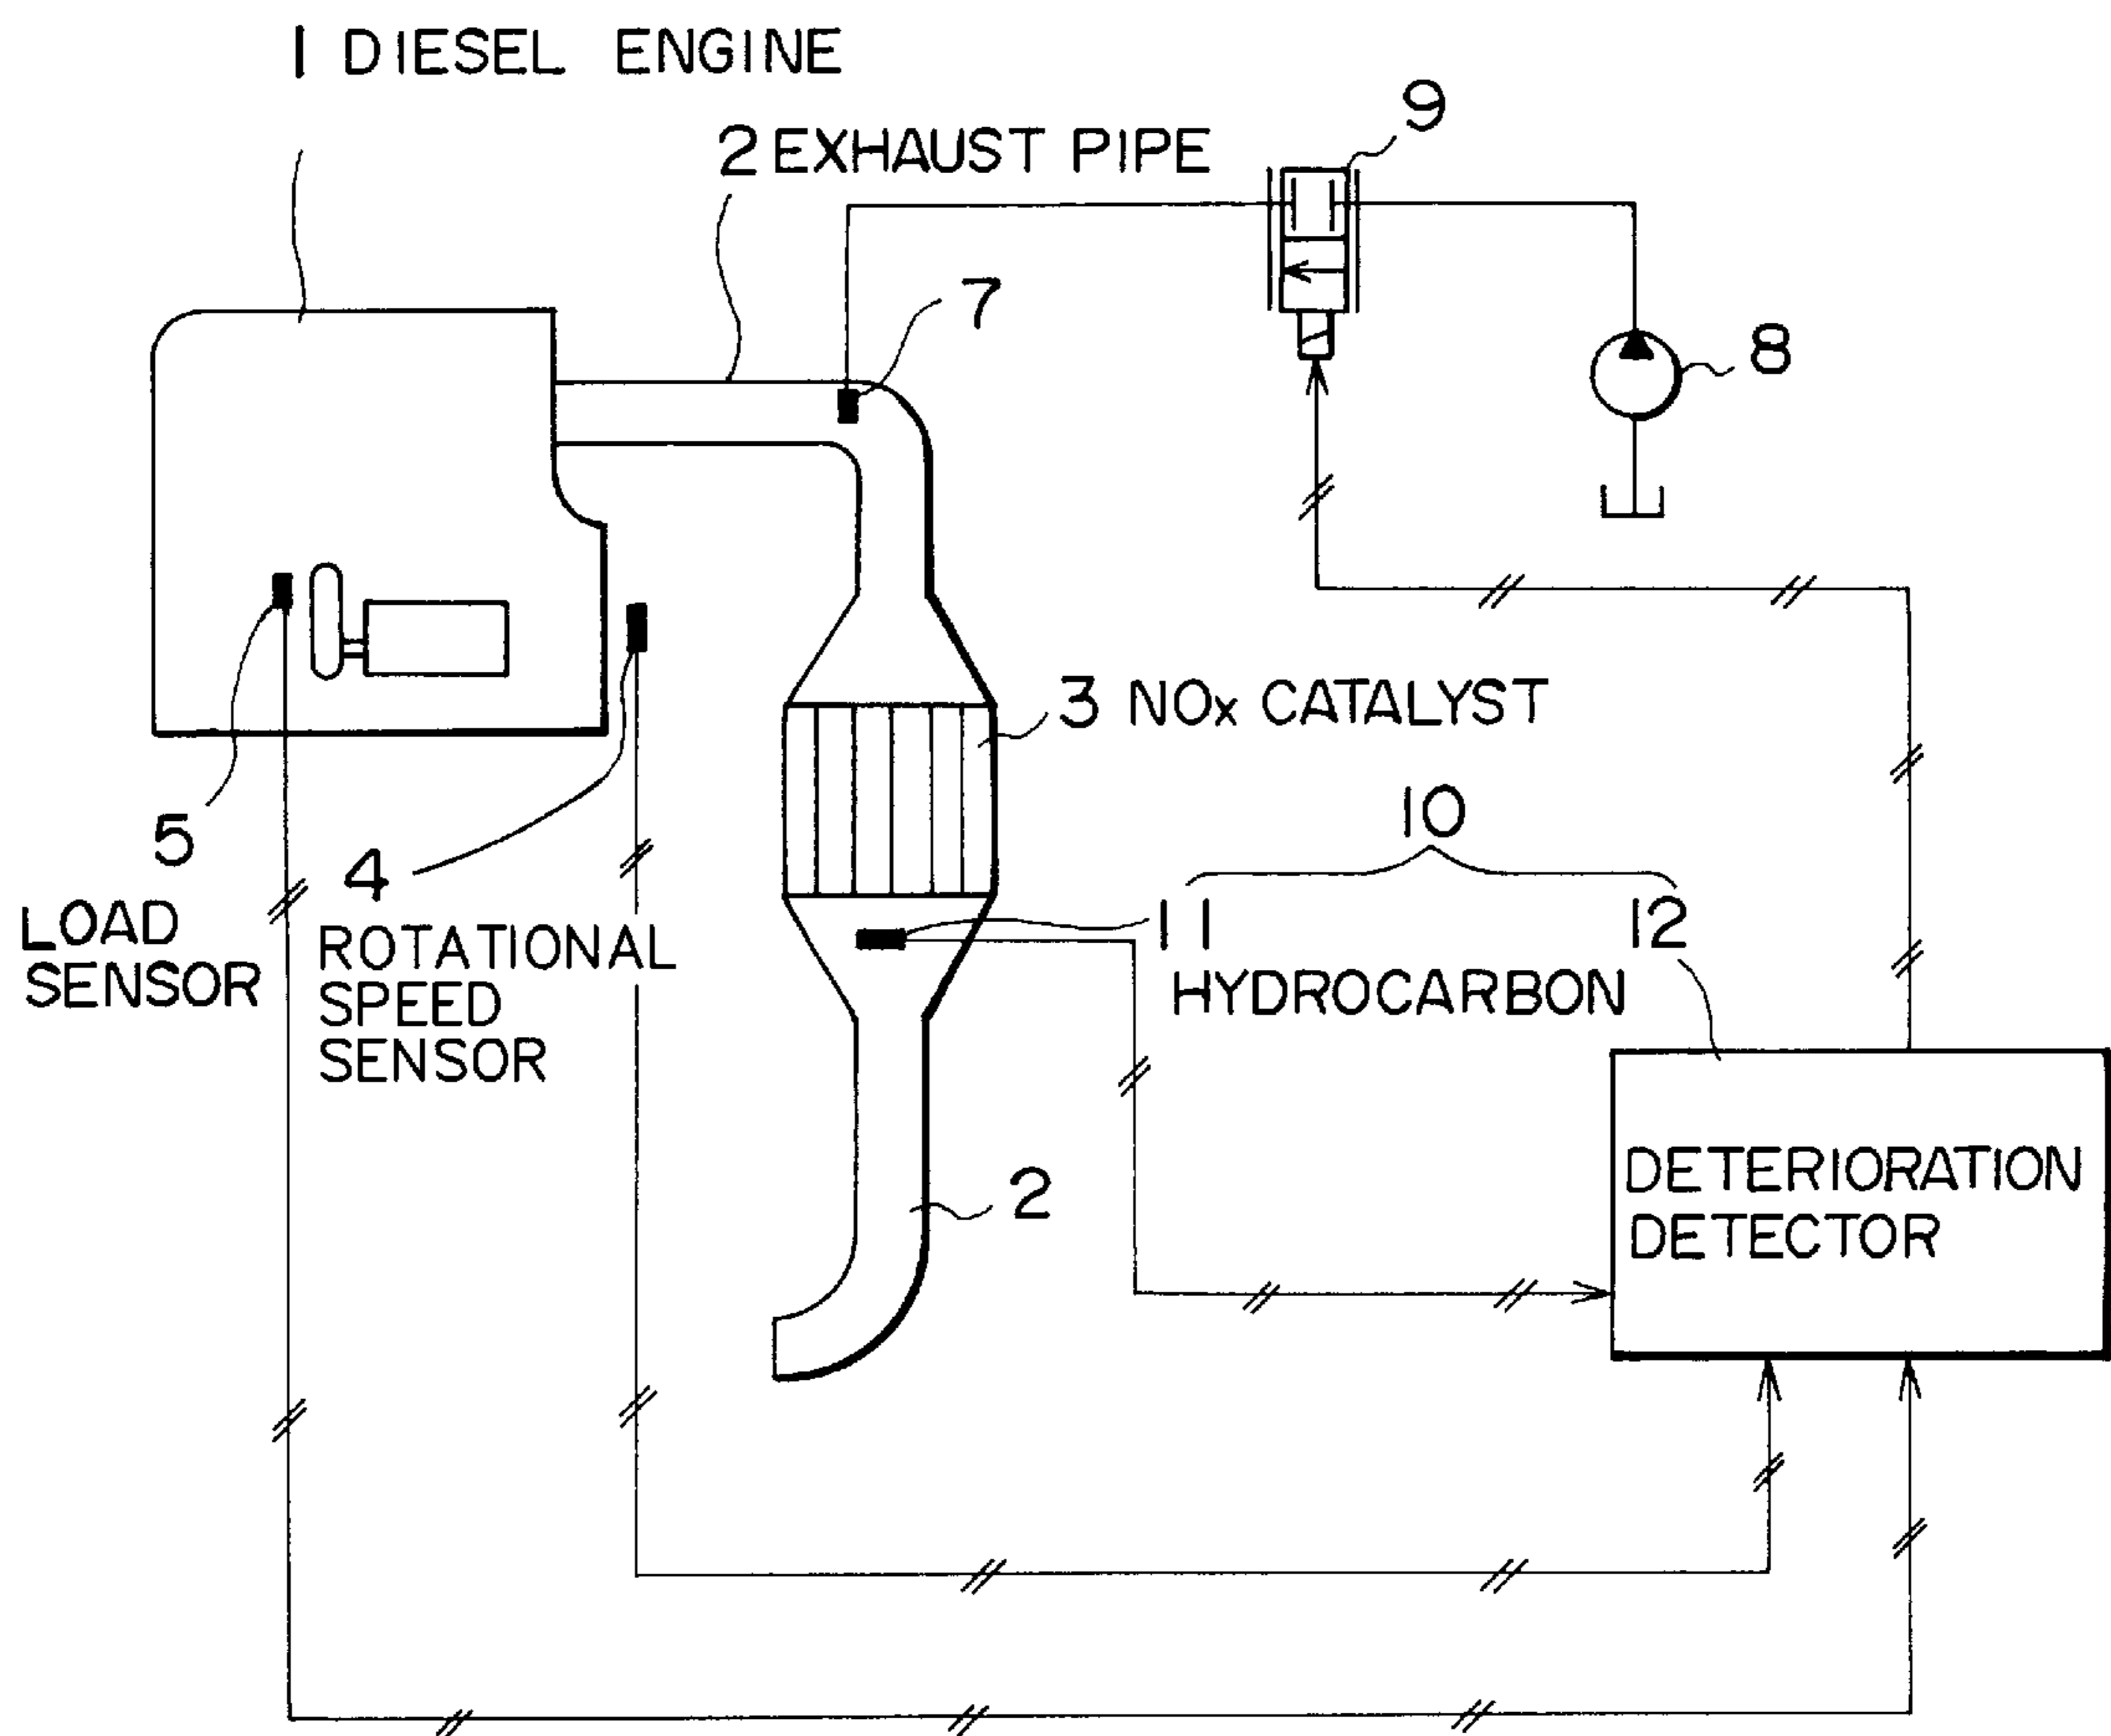 1 DIESEL ENGINE
2 EXHAUST PIPE
9
7
8
3 NOx CATALYST
5
LOAD
SENSOR
4
ROTATIONAL
SPEED
SENSOR
10
11
HYDROCARBON
12
2
DETERIORATION
DETECTOR